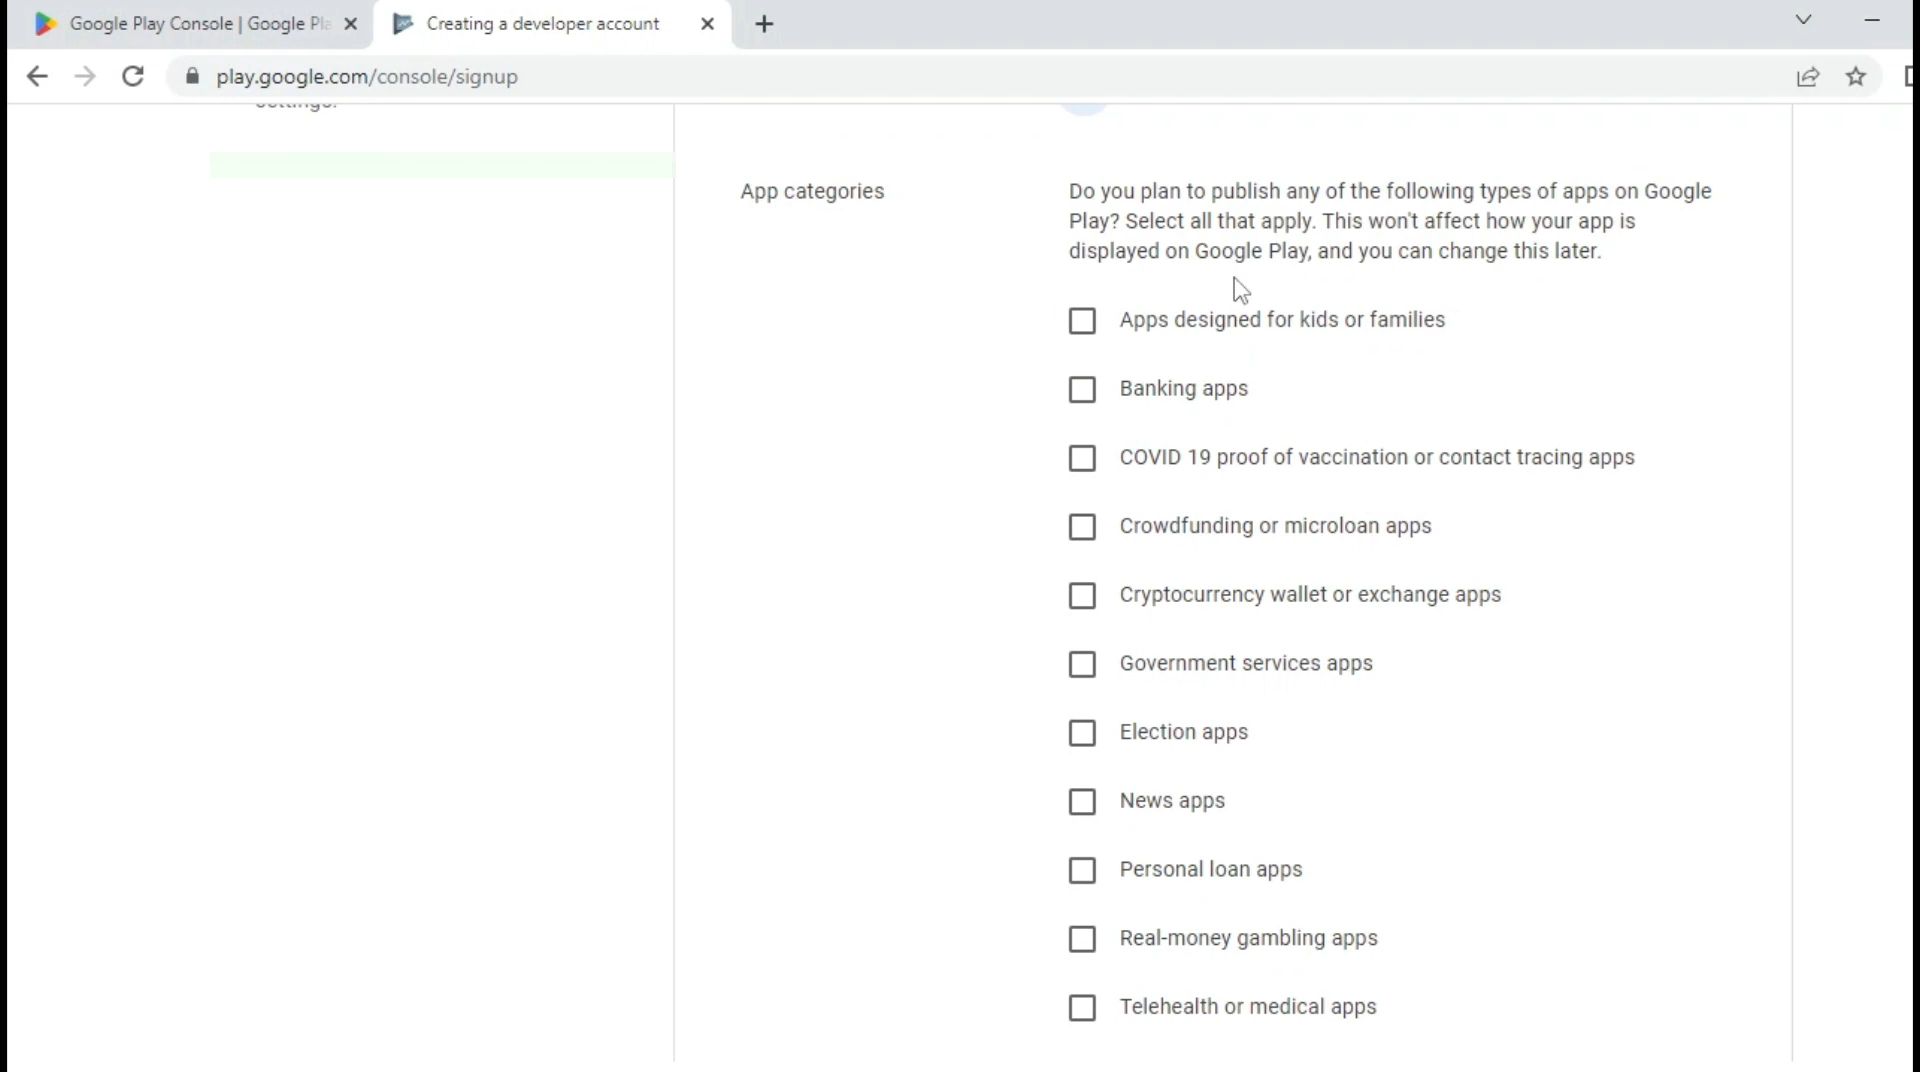 Google Play Console | Google Pla
Creating a developer account
play.google.com/console/signup
settings.
App categories
Do you plan to publish any of the following types of apps on Google
Play? Select all that apply. This won't affect how your app is
displayed on Google Play, and you can change this later.
Apps designed for kids or families
Banking apps
COVID 19 proof of vaccination or contact tracing apps
Crowdfunding or microloan apps
Cryptocurrency wallet or exchange apps
Government services apps
Election apps
News apps
Personal loan apps
Real-money gambling apps
Telehealth or medical apps